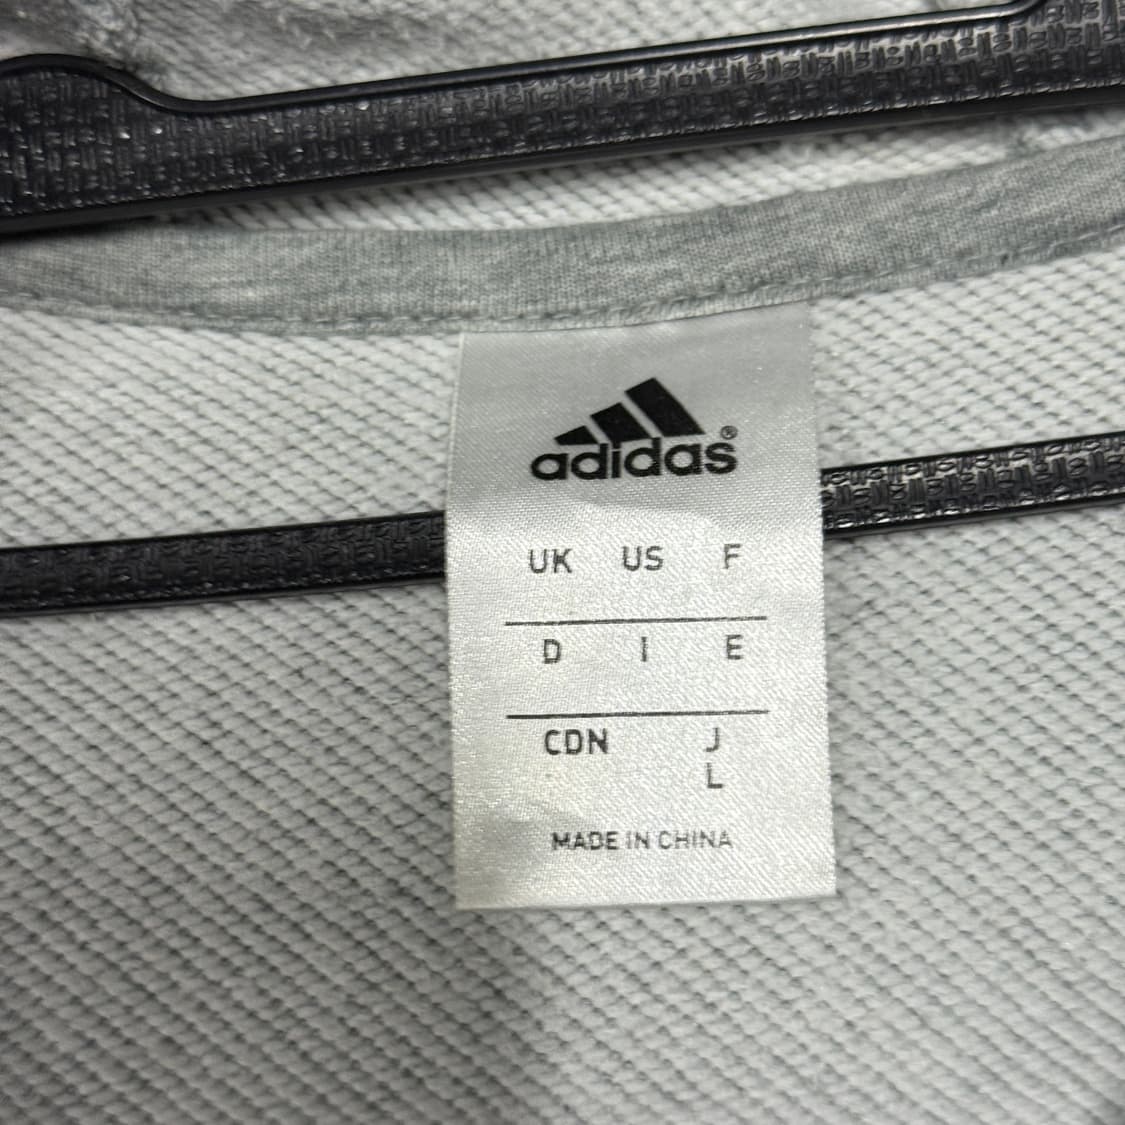 adidas®
UK US F
D I E
CDN J
L
MADE IN CHINA